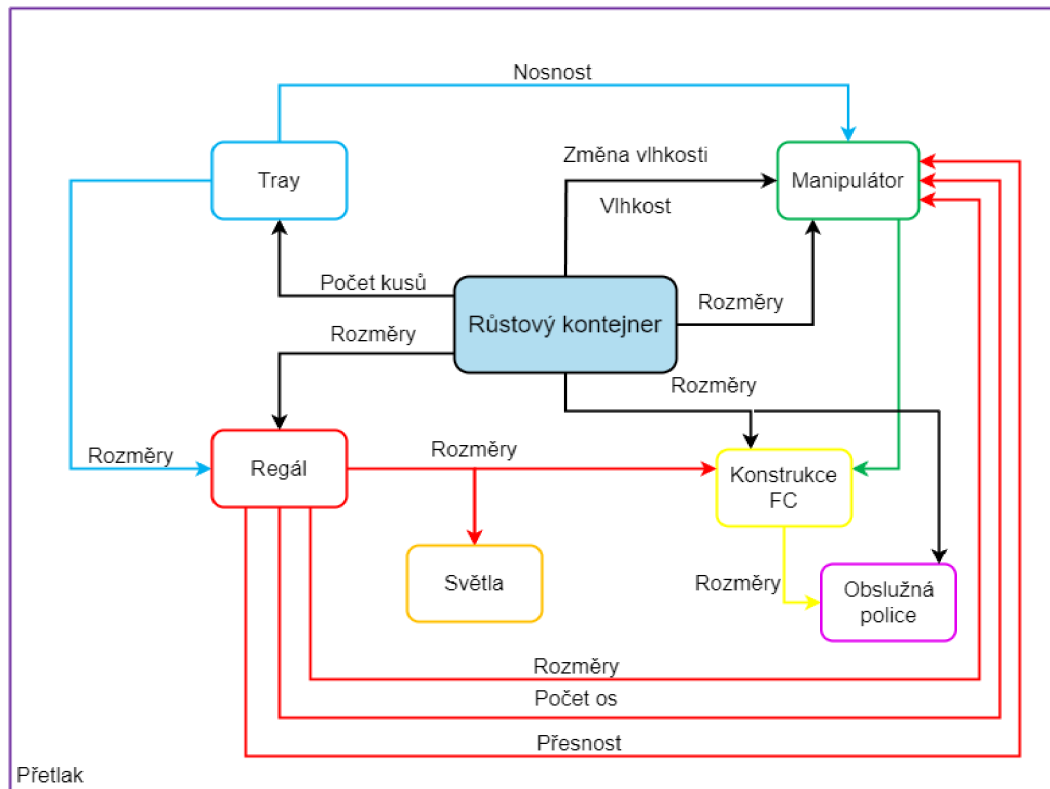 Nosnost
Změna vlhkosti
Tray
Manipulátor
Vlhkost
Počet kusů
Rozměry
Růstový kontejner
Rozměry
Rozměry
Rozměry
Rozměry
Regál
Rozměry
Konstrukce
FC
Světla
Rozměry
Obslužná
police
Rozměry
Počet os
Přesnost
Přetlak